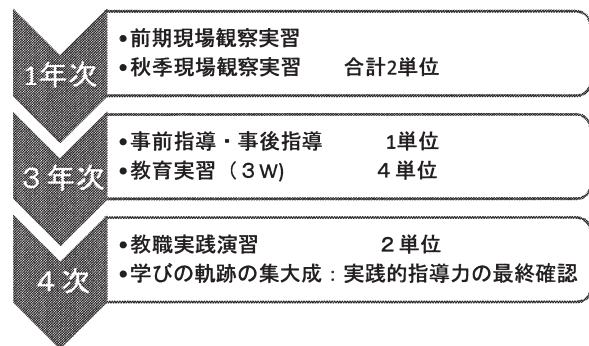 1年次
•前期現場観察実習
•秋季現場観察実習　合計2単位
３年次
•事前指導・事後指導　1単位
•教育実習（３W)　４単位
４次
•教職実践演習　２単位
•学びの軌跡の集大成：実践的指導力の最終確認